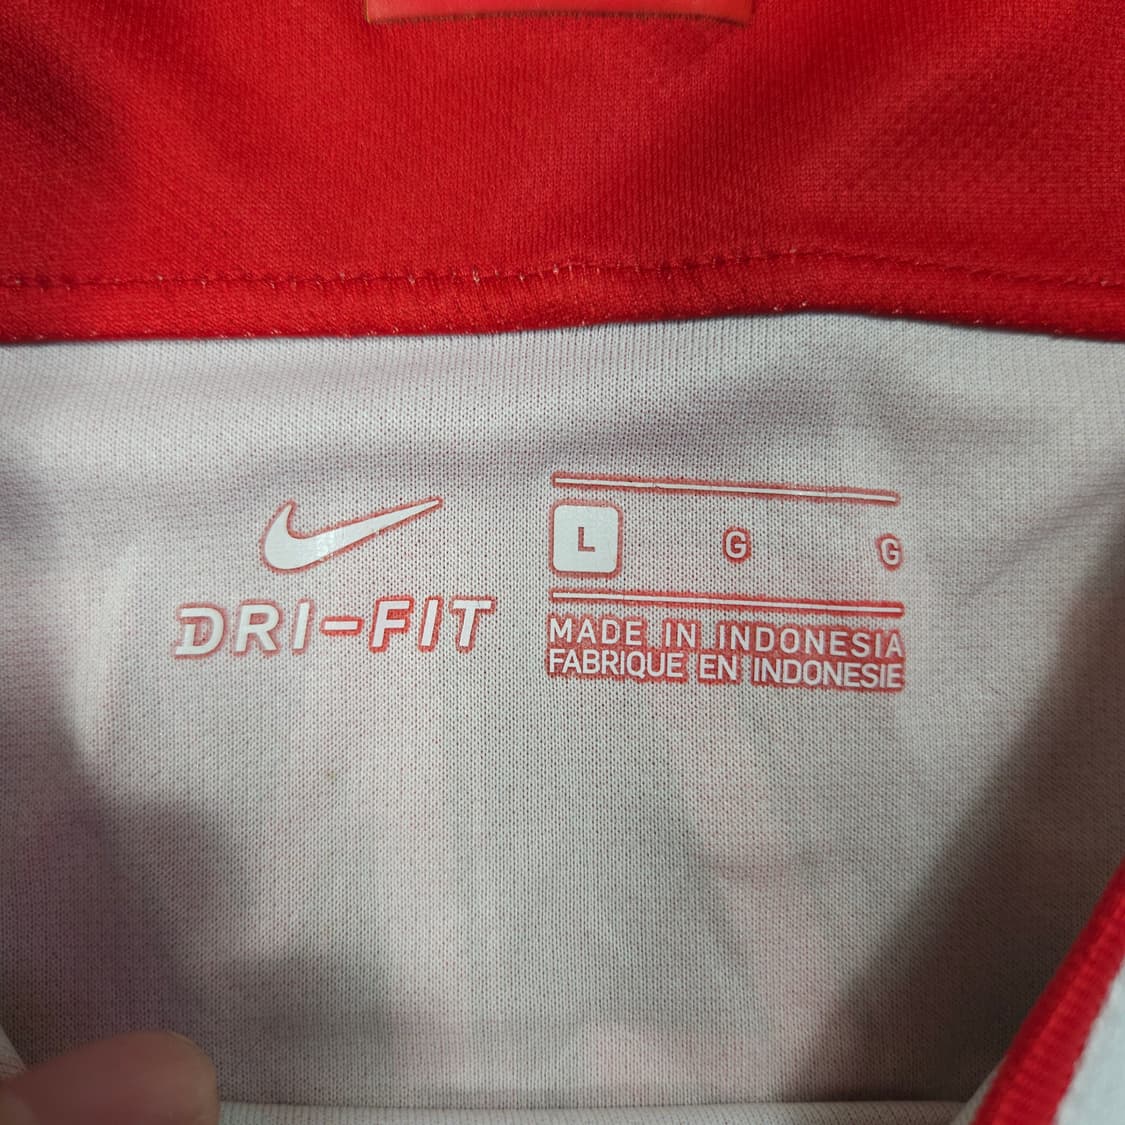 DRI-FIT
L G G
MADE IN INDONESIA
FABRIQUE EN INDONESIE